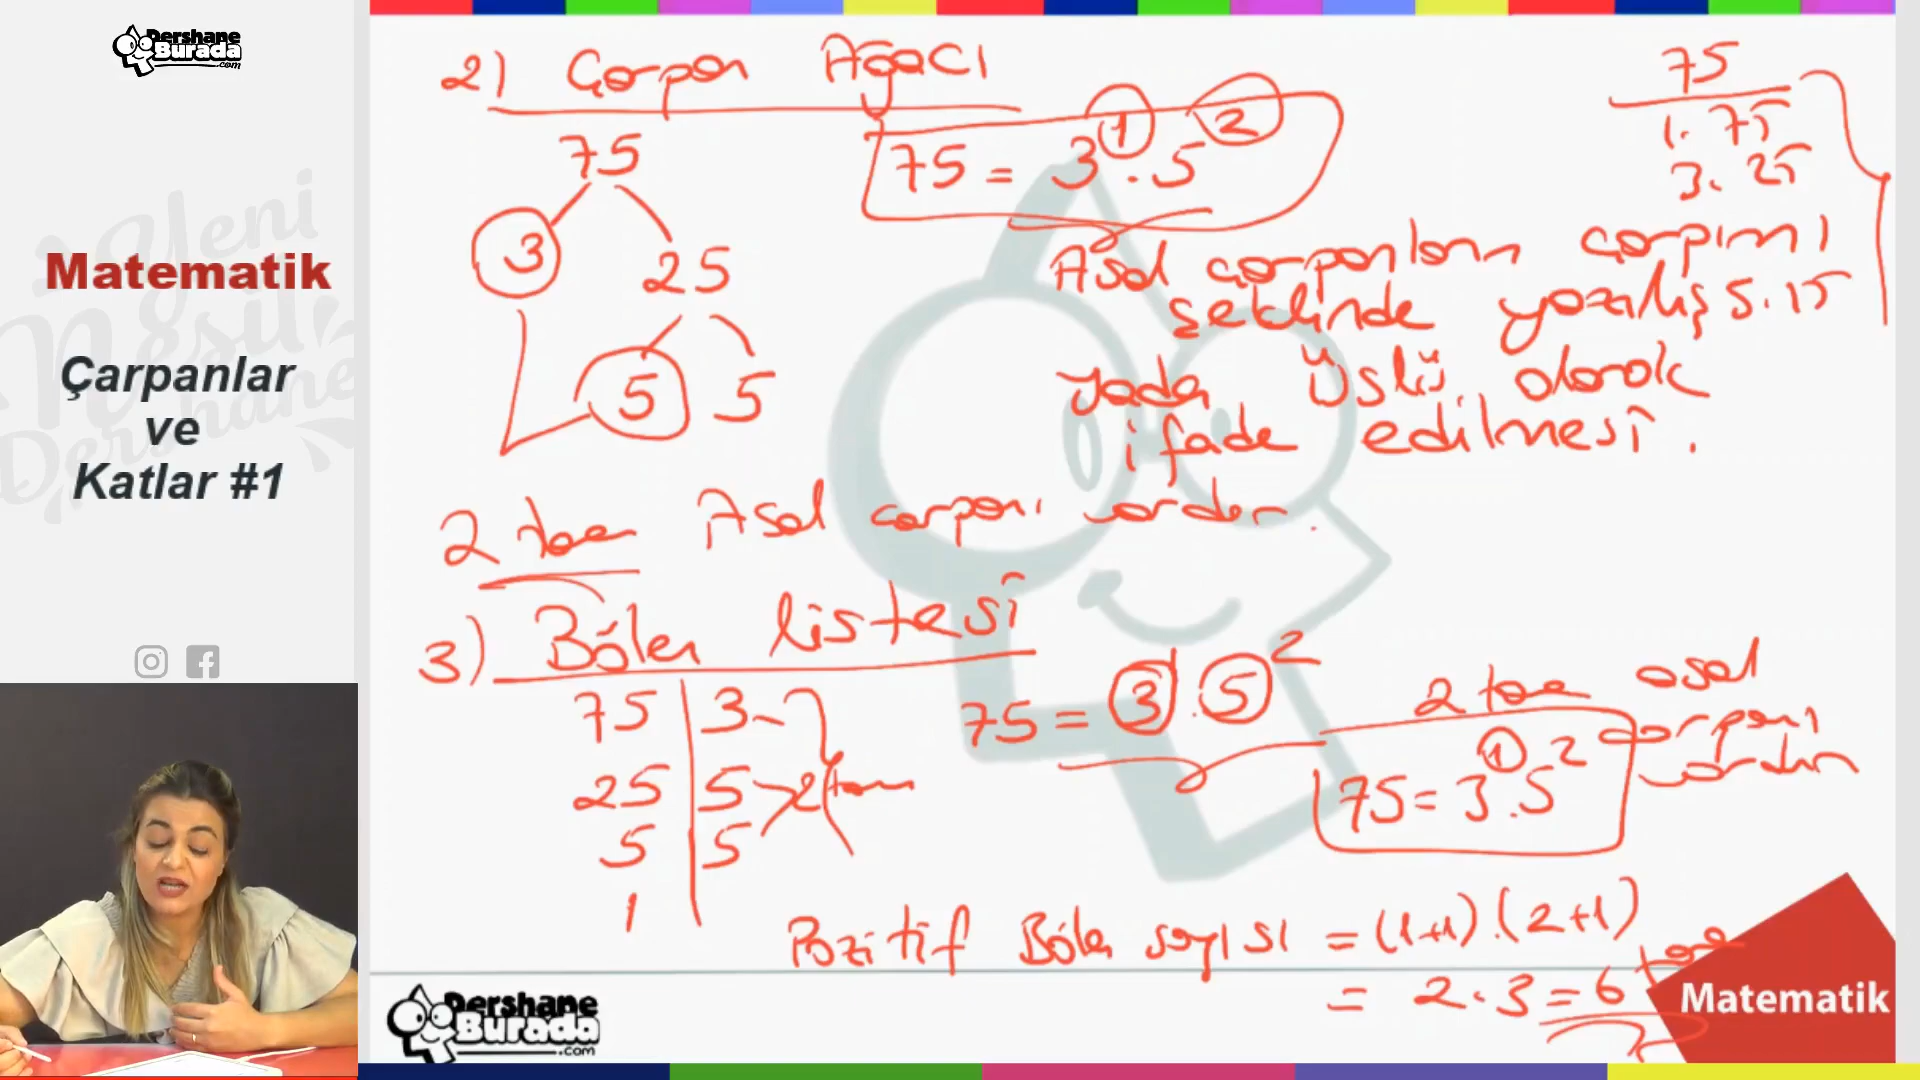 Dershane
Burada
.com
Yeni
Nesil
Dershane
Matematik
Çarpanlar
ve
Katlar #1
2) Çarpan Ağacı
75
3 25
5 5
75 = 3¹ . 5²
75
1. 75
3. 25
5. 15
Asal çarpanların çarpımı
şeklinde yazılış
yada üslü olarak
ifade edilmesi.
2 tane Asal çarpanı vardır.
3) Bölen listesi
75 | 3
25 | 5 2 tane
5 | 5
1
75 = 3¹ . 5²
2 tane asal
çarpanı
vardır
75 = 3¹ . 5²
Pozitif Bölen sayısı = (1+1) . (2+1)
= 2 . 3 = 6 tane
Dershane
Burada
.com
Matematik